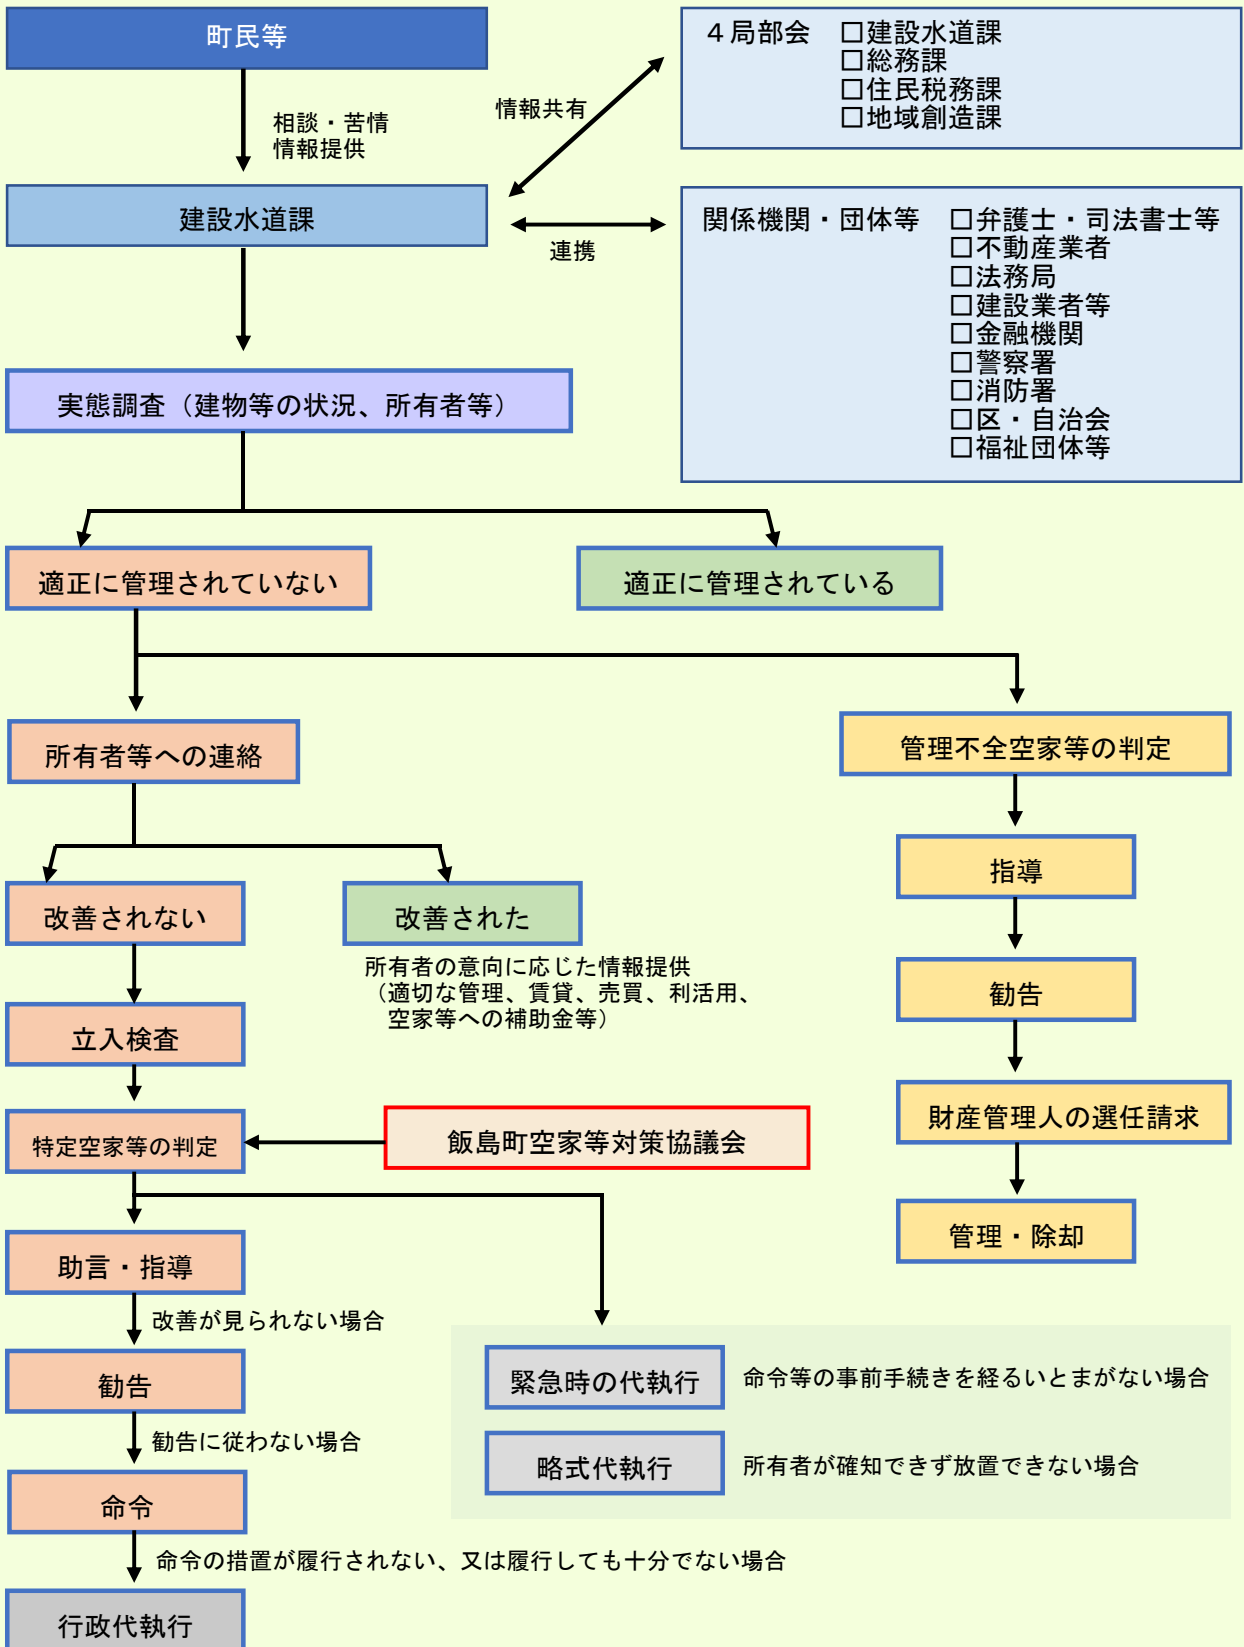 町民等
相談・苦情
情報提供
情報共有
４局部会 □建設水道課
□総務課
□住民税務課
□地域創造課
建設水道課
連携
関係機関・団体等 □弁護士・司法書士等
□不動産業者
□法務局
□建設業者等
□金融機関
□警察署
□消防署
□区・自治会
□福祉団体等
実態調査（建物等の状況、所有者等）
適正に管理されていない
適正に管理されている
所有者等への連絡
管理不全空家等の判定
指導
勧告
財産管理人の選任請求
管理・除却
改善されない
改善された
所有者の意向に応じた情報提供
（適切な管理、賃貸、売買、利活用、
空家等への補助金等）
立入検査
特定空家等の判定
飯島町空家等対策協議会
助言・指導
改善が見られない場合
勧告
勧告に従わない場合
命令
命令の措置が履行されない、又は履行しても十分でない場合
行政代執行
緊急時の代執行
命令等の事前手続きを経るいとまがない場合
略式代執行
所有者が確知できず放置できない場合